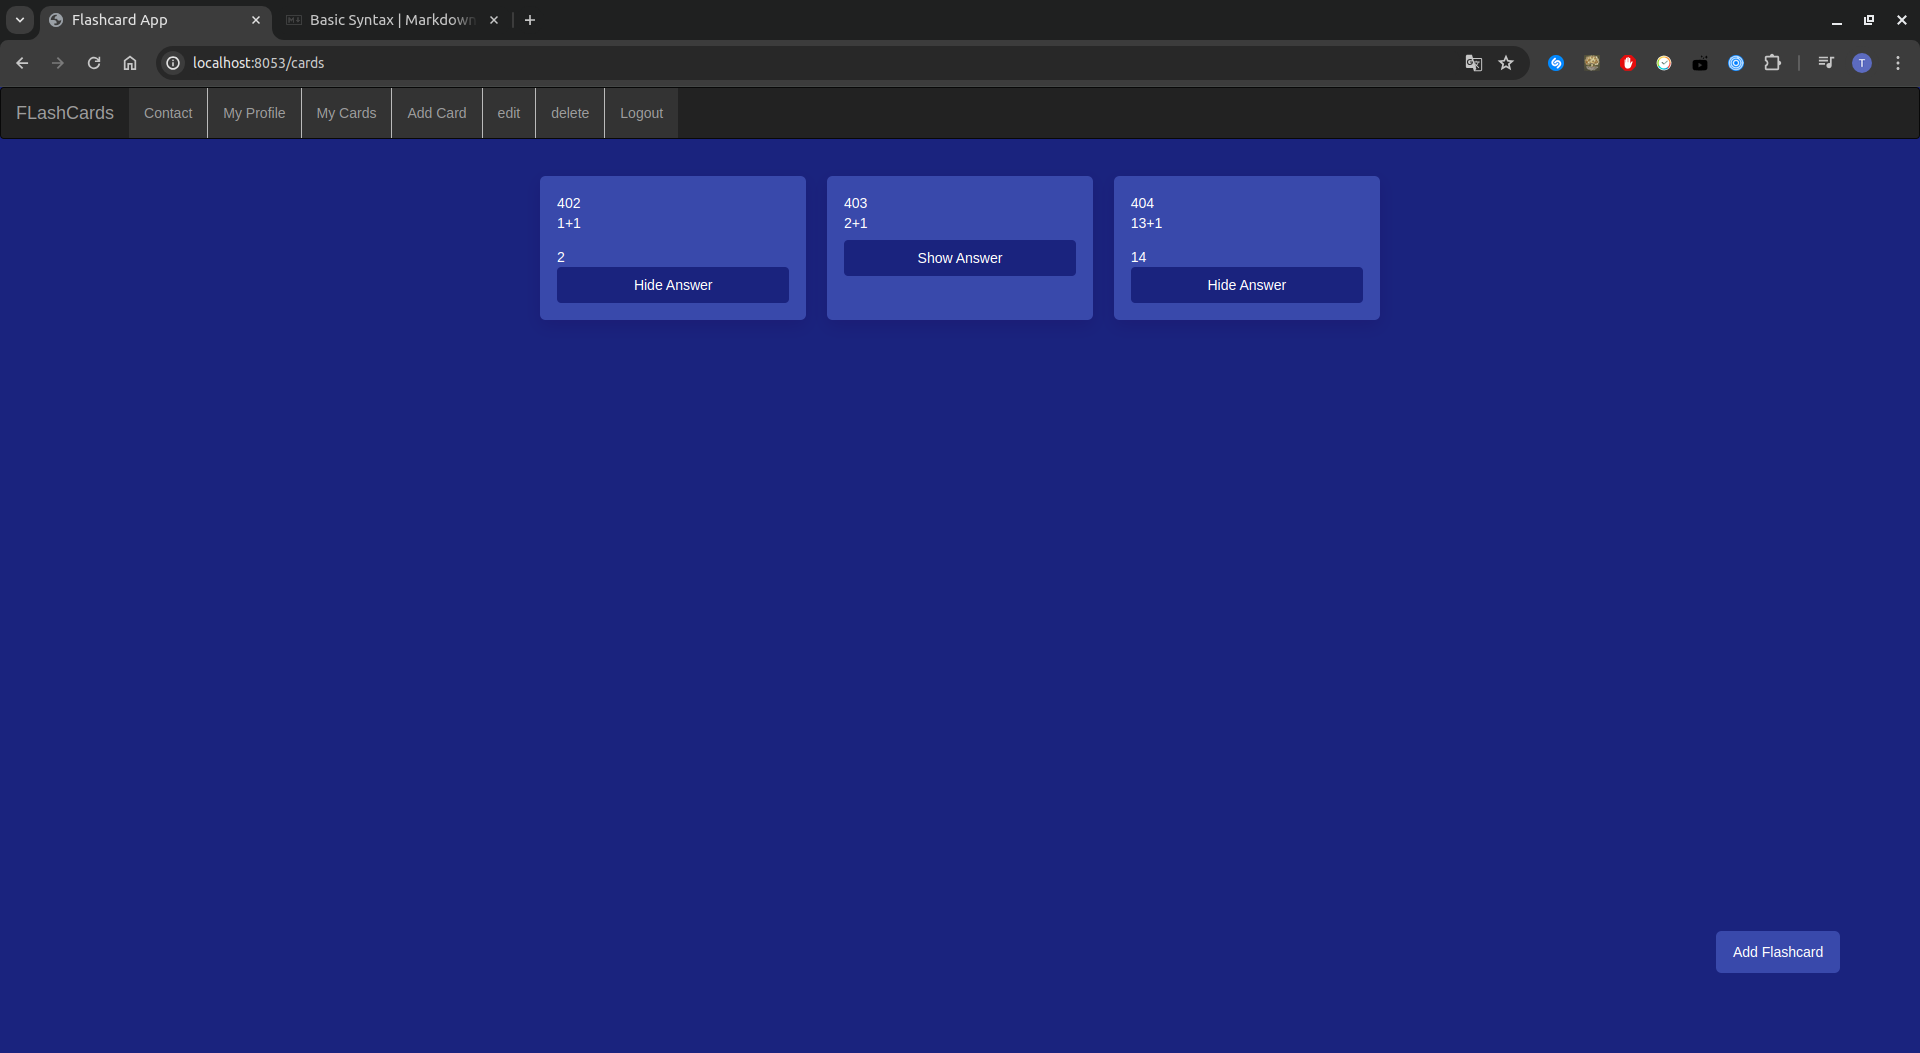 Flashcard App
Basic Syntax | Markdown
localhost:8053/cards
T
FLashCards Contact My Profile My Cards Add Card edit delete Logout
402
1+1
2
Hide Answer
403
2+1
Show Answer
404
13+1
14
Hide Answer
Add Flashcard